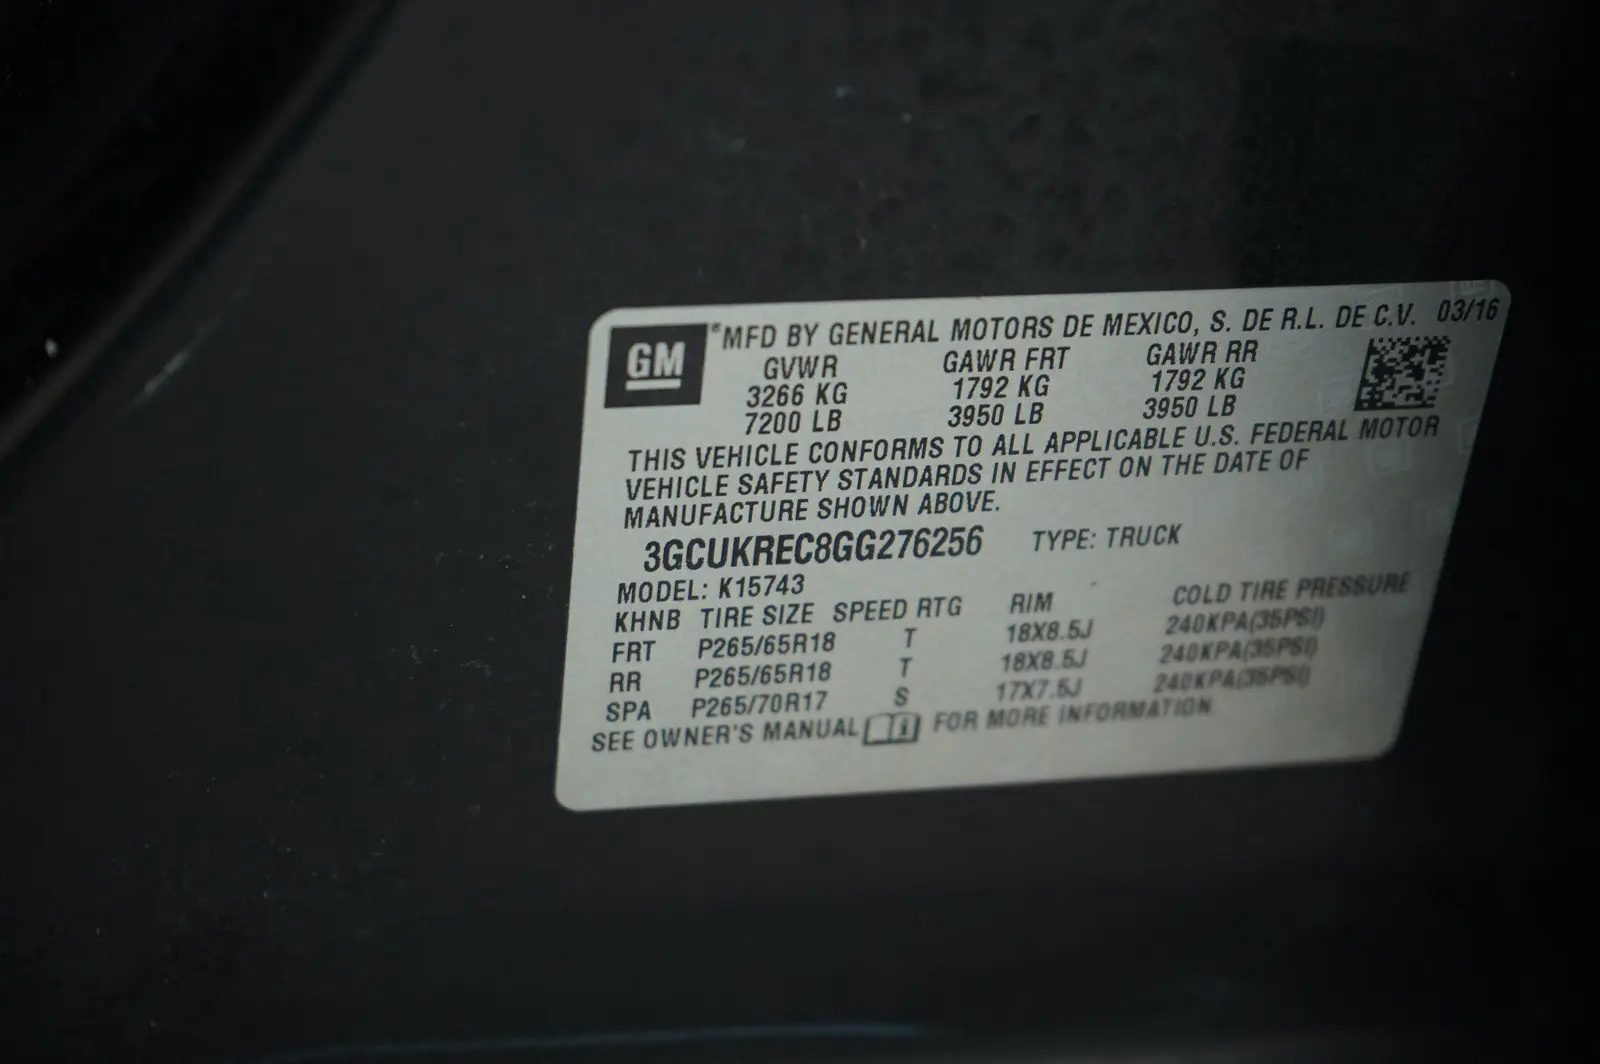 GM
®MFD BY GENERAL MOTORS DE MEXICO, S. DE R.L. DE C.V. 03/16
GVWR GAWR FRT GAWR RR
3266 KG 1792 KG 1792 KG
7200 LB 3950 LB 3950 LB
THIS VEHICLE CONFORMS TO ALL APPLICABLE U.S. FEDERAL MOTOR
VEHICLE SAFETY STANDARDS IN EFFECT ON THE DATE OF
MANUFACTURE SHOWN ABOVE.
3GCUKREC8GG276256 TYPE: TRUCK
MODEL: K15743
KHNB TIRE SIZE SPEED RTG RIM COLD TIRE PRESSURE
FRT P265/65R18 T 18X8.5J 240KPA(35PSI)
RR P265/65R18 T 18X8.5J 240KPA(35PSI)
SPA P265/70R17 S 17X7.5J 240KPA(35PSI)
SEE OWNER'S MANUAL FOR MORE INFORMATION